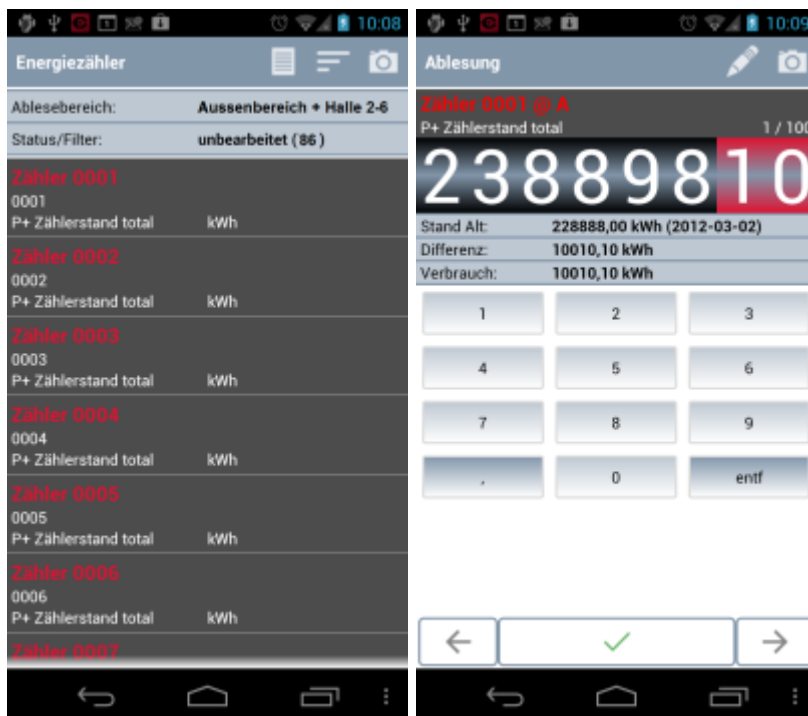 10:08
Energiezähler
Ablesebereich: Aussenbereich + Halle 2-6
Status/Filter: unbearbeitet ( 86 )
Zähler 0001
0001
P+ Zählerstand total kWh
Zähler 0002
0002
P+ Zählerstand total kWh
Zähler 0003
0003
P+ Zählerstand total kWh
Zähler 0004
0004
P+ Zählerstand total kWh
Zähler 0005
0005
P+ Zählerstand total kWh
Zähler 0006
0006
P+ Zählerstand total kWh
Zähler 0007
10:09
Ablesung
Zähler 0001 @ A
P+ Zählerstand total 1 / 100
23889810
Stand Alt: 228888,00 kWh (2012-03-02)
Differenz: 10010,10 kWh
Verbrauch: 10010,10 kWh
1 2 3
4 5 6
7 8 9
, 0 entf